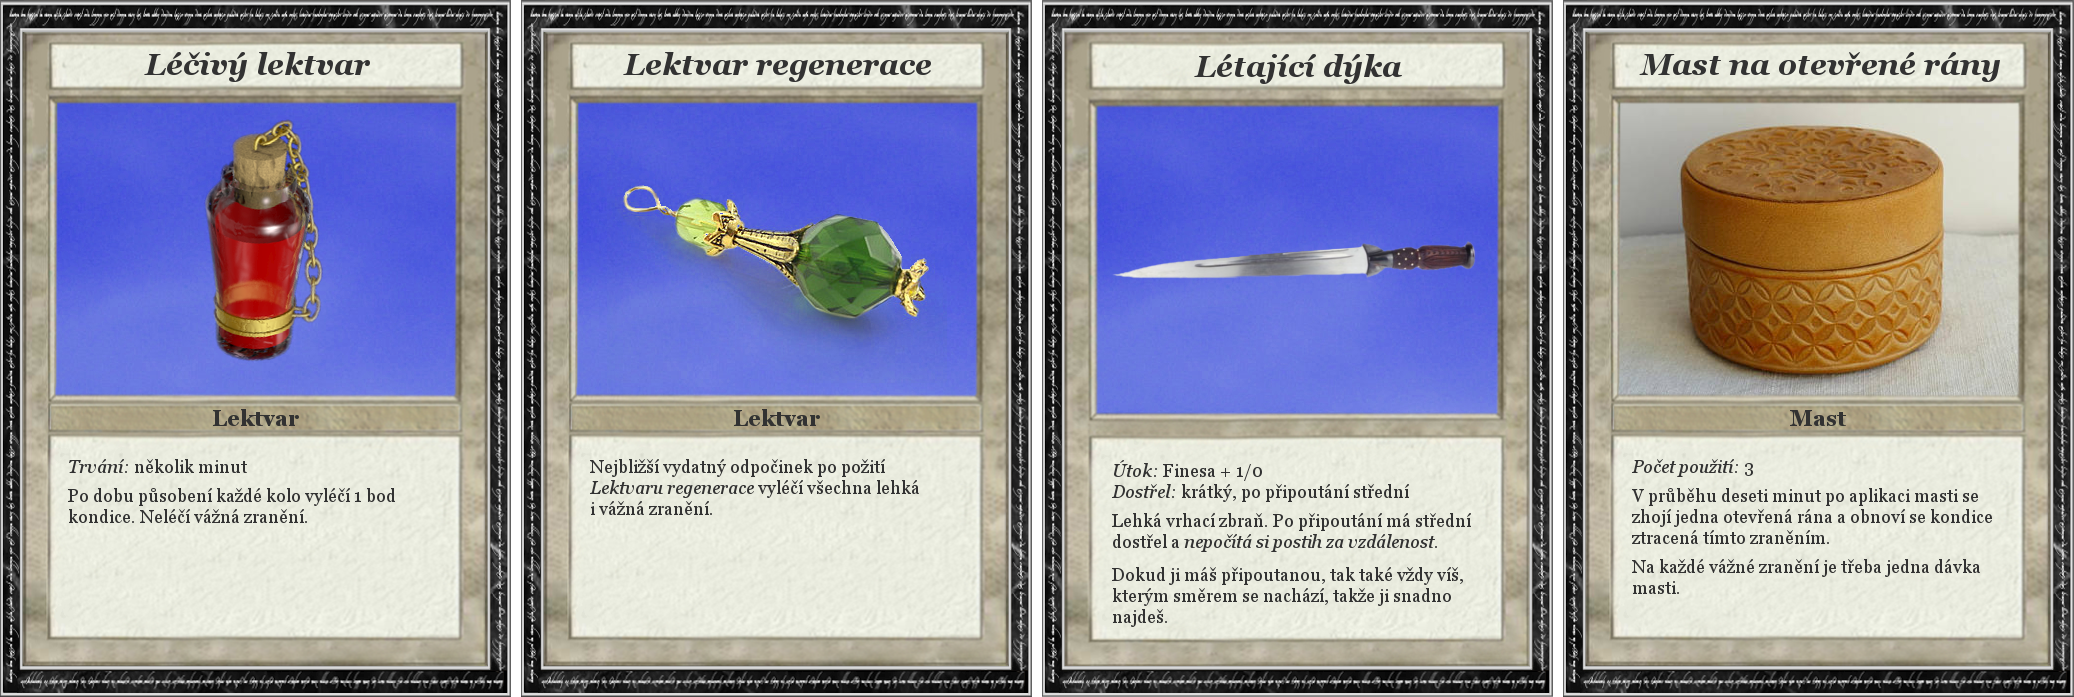 Léčivý lektvar
Lektvar
Trvání: několik minut
Po dobu působení každé kolo vyléčí 1 bod
kondice. Neléčí vážná zranění.
Lektvar regenerace
Lektvar
Nejbližší vydatný odpočinek po požití
Lektvaru regenerace vyléčí všechna lehká
i vážná zranění.
Létající dýka
Útok: Finesa + 1/0
Dostřel: krátký, po připoutání střední
Lehká vrhací zbraň. Po připoutání má střední
dostřel a nepočítá si postih za vzdálenost.
Dokud ji máš připoutanou, tak také vždy víš,
kterým směrem se nachází, takže ji snadno
najdeš.
Mast na otevřené rány
Mast
Počet použití: 3
V průběhu deseti minut po aplikaci masti se
zhojí jedna otevřená rána a obnoví se kondice
ztracená tímto zraněním.
Na každé vážné zranění je třeba jedna dávka
masti.